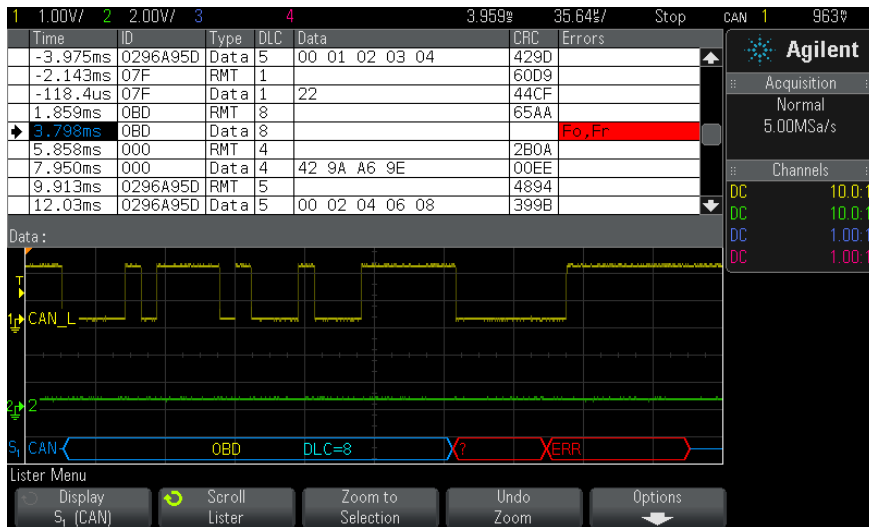 1 1.00V/ 2 2.00V/ 3 4 3.959s 35.64s/ Stop CAN 1 963V
Time ID Type DLC Data CRC Errors
-3.975ms 0296A95D Data 5 00 01 02 03 04 429D
-2.143ms 07F RMT 1 60D9
-118.4us 07F Data 1 22 44CF
1.859ms 0BD RMT 8 65AA
3.798ms 0BD Data 8 Fo,Fr
5.858ms 000 RMT 4 2B0A
7.950ms 000 Data 4 42 9A A6 9E 00EE
9.913ms 0296A95D RMT 5 4894
12.03ms 0296A95D Data 5 00 02 04 06 08 399B
Data:
Agilent
Acquisition
Normal
5.00MSa/s
Channels
DC 10.0:1
DC 10.0:1
DC 1.00:1
DC 1.00:1
T
1 CAN_L
2 2
S1 CAN 0BD DLC=8 ? ERR
Lister Menu
Display
S1 (CAN)
Scroll
Lister
Zoom to
Selection
Undo
Zoom
Options